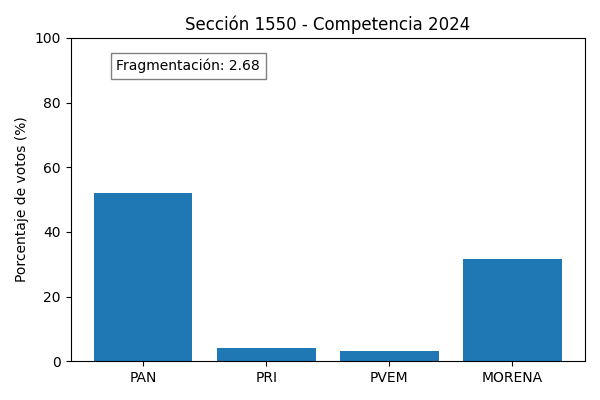 Sección 1550 - Competencia 2024
Fragmentación: 2.68
Porcentaje de votos (%)
100
80
60
40
20
0
PAN PRI PVEM MORENA